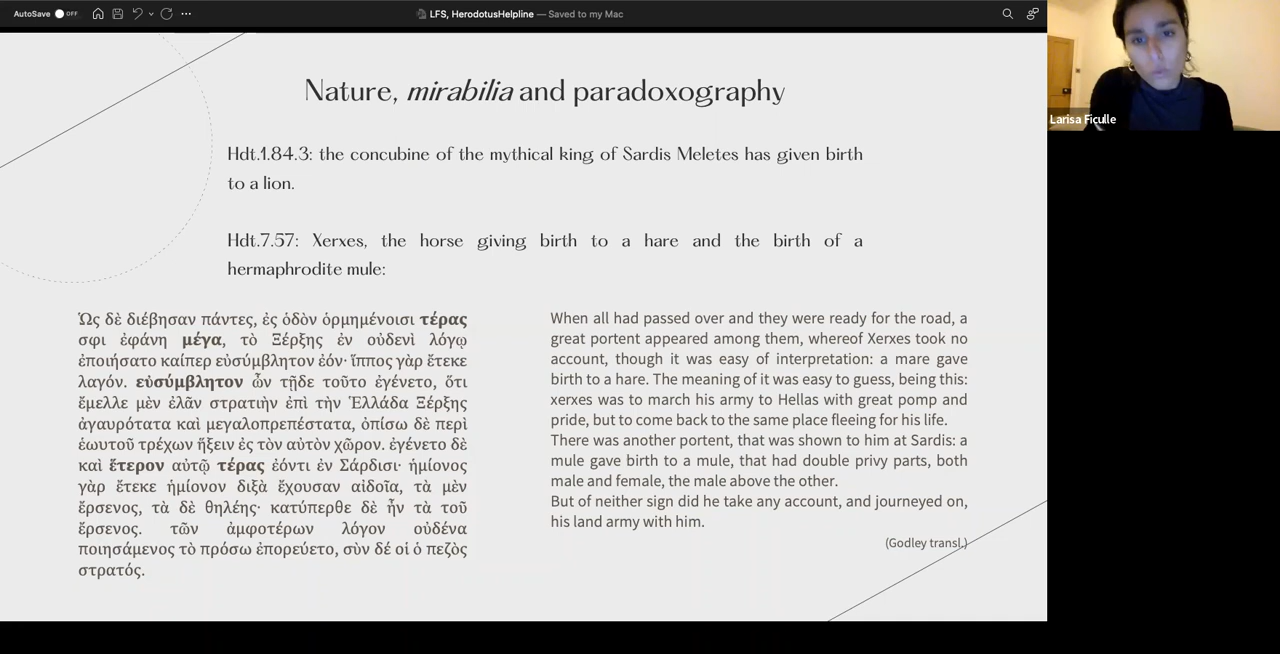 AutoSave OFF
LFS, HerodotusHelpline — Saved to my Mac
Larisa Ficulle
Nature, mirabilia and paradoxography
Hdt.1.84.3: the concubine of the mythical king of Sardis Meletes has given birth
to a lion.
Hdt.7.57: Xerxes, the horse giving birth to a hare and the birth of a
hermaphrodite mule:
Ὡς δὲ διέβησαν πάντες, ἐς ὁδὸν ὁρμημένοισι τέρας
σφι ἐφάνη μέγα, τὸ Ξέρξης ἐν οὐδενὶ λόγῳ
ἐποιήσατο καίπερ εὐσύμβλητον ἐόν· ἵππος γὰρ ἔτεκε
λαγόν. εὐσύμβλητον ὦν τῇδε τοῦτο ἐγένετο, ὅτι
ἔμελλε μὲν ἐλᾶν στρατιὴν ἐπὶ τὴν Ἑλλάδα Ξέρξης
ἀγαυρότατα καὶ μεγαλοπρεπέστατα, ὀπίσω δὲ περὶ
ἑωυτοῦ τρέχων ἥξειν ἐς τὸν αὐτὸν χῶρον. ἐγένετο δὲ
καὶ ἕτερον αὐτῷ τέρας ἐόντι ἐν Σάρδισι· ἡμίονος
γὰρ ἔτεκε ἡμίονον διξὰ ἔχουσαν αἰδοῖα, τὰ μὲν
ἔρσενος, τὰ δὲ θηλέης· κατύπερθε δὲ ἦν τὰ τοῦ
ἔρσενος. τῶν ἀμφοτέρων λόγον οὐδένα
ποιησάμενος τὸ πρόσω ἐπορεύετο, σὺν δέ οἱ ὁ πεζὸς
στρατός.
When all had passed over and they were ready for the road, a
great portent appeared among them, whereof Xerxes took no
account, though it was easy of interpretation: a mare gave
birth to a hare. The meaning of it was easy to guess, being this:
xerxes was to march his army to Hellas with great pomp and
pride, but to come back to the same place fleeing for his life.
There was another portent, that was shown to him at Sardis: a
mule gave birth to a mule, that had double privy parts, both
male and female, the male above the other.
But of neither sign did he take any account, and journeyed on,
his land army with him.
(Godley transl.)